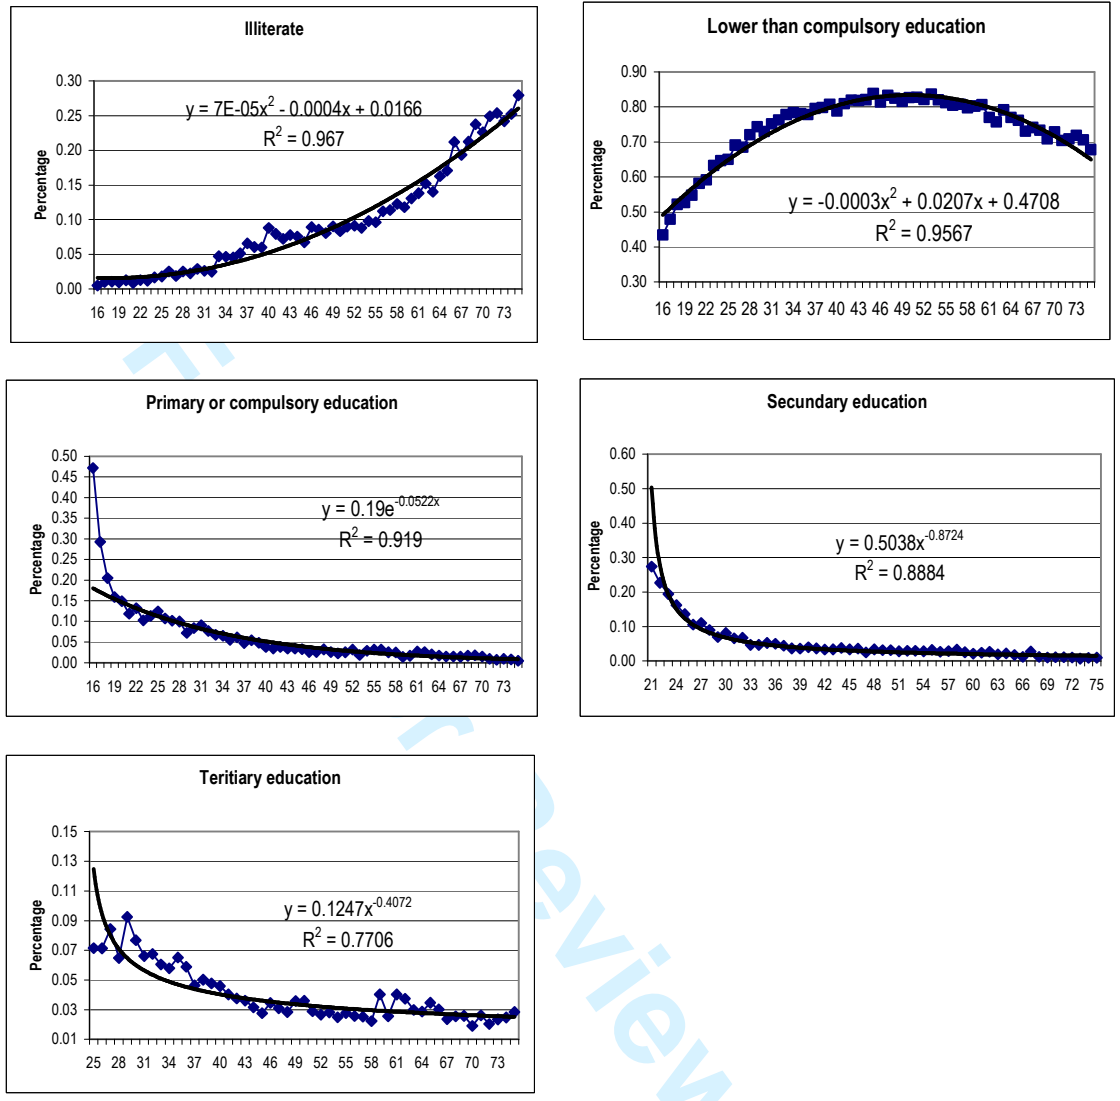 Illiterate
0.30
0.25
0.20
0.15
0.10
0.05
0.00
Percentage
y = 7E-05x² - 0.0004x + 0.0166
R² = 0.967
16 19 22 25 28 31 34 37 40 43 46 49 52 55 58 61 64 67 70 73
Lower than compulsory education
0.90
0.80
0.70
0.60
0.50
0.40
0.30
Percentage
y = -0.0003x² + 0.0207x + 0.4708
R² = 0.9567
16 19 22 25 28 31 34 37 40 43 46 49 52 55 58 61 64 67 70 73
Primary or compulsory education
0.50
0.45
0.40
0.35
0.30
0.25
0.20
0.15
0.10
0.05
0.00
Percentage
y = 0.19e^-0.0522x
R² = 0.919
16 19 22 25 28 31 34 37 40 43 46 49 52 55 58 61 64 67 70 73
Secundary education
0.60
0.50
0.40
0.30
0.20
0.10
0.00
Percentage
y = 0.5038x^-0.8724
R² = 0.8884
21 24 27 30 33 36 39 42 45 48 51 54 57 60 63 66 69 72 75
Teritiary education
0.15
0.13
0.11
0.09
0.07
0.05
0.03
0.01
Percentage
y = 0.1247x^-0.4072
R² = 0.7706
25 28 31 34 37 40 43 46 49 52 55 58 61 64 67 70 73
Review